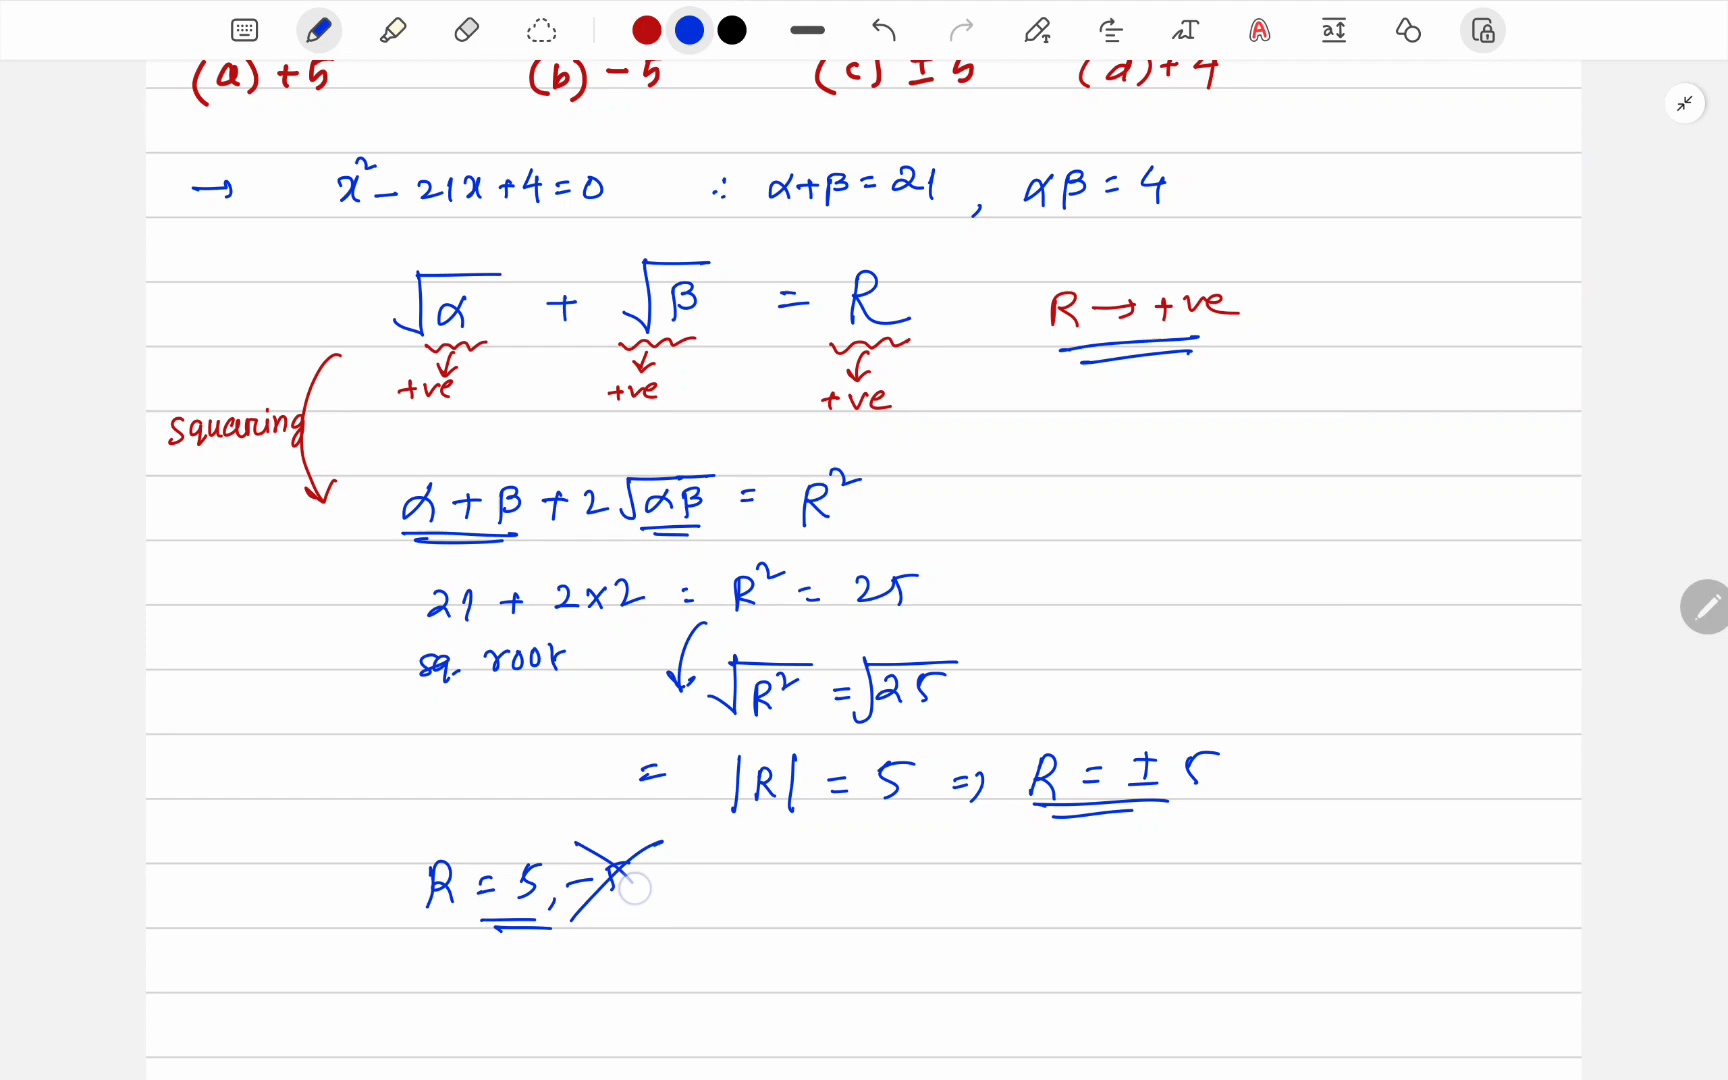 (a) +5 (b) -5 (c) ± 5 (d) + 4
→ x² - 21x + 4 = 0 ∴ α+β = 21 , αβ = 4
√α + √β = R R → +ve
+ve +ve +ve
squaring
α + β + 2√αβ = R²
21 + 2×2 = R² = 25
sq. root √R² = √25
= |R| = 5 => R = ± 5
R = 5, -5